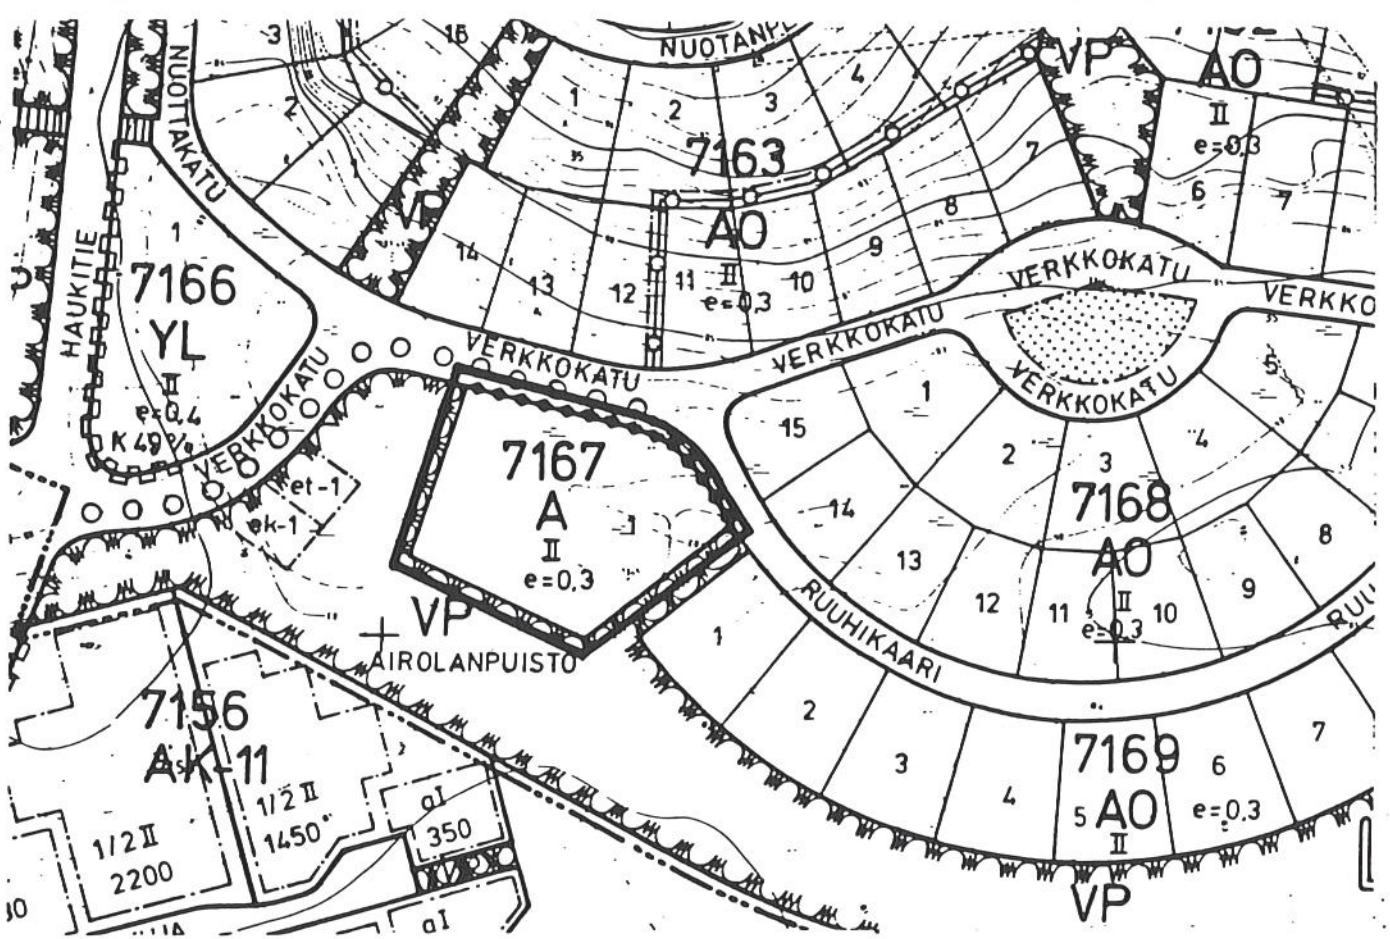 3
16
NUOTTAKATU
2
1
2
3
4
7163
VP
AO
II
e=0,3
6
7
7
8
9
VP
14
13
12
11
AO
II
e=0,3
10
HAUKITIE
1
7166
YL
II
e=0,4
VERKKOKATU
VERKKOKATU
VERKKOKATU
VERKKOKATU
VERKKOKATU
5
1
15
2
3
4
7167
A
II
e=0,3
et-1
ek-1
14
13
12
7168
AO
II
e=0,3
11
10
9
8
VP
AIROLANPUISTO
RUUHIKAARI
1
2
3
4
7169
5 AO
II
6
e=0,3
7
VP
7156
AK-11
1/2 II
1450
1/2 II
2200
aI
350
aI